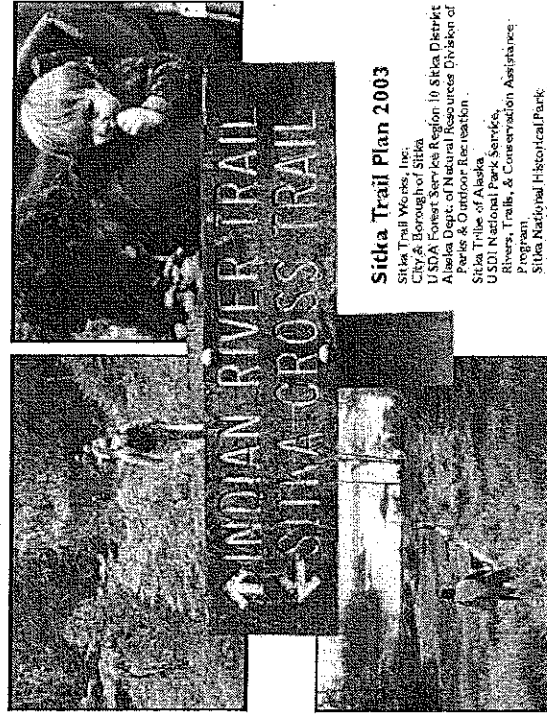 INDIAN RIVER TRAIL
SITKA CROSS TRAIL
Sitka Trail Plan 2003
Sitka Trail Works, Inc.
City & Borough of Sitka
USDA Forest Service Region 10 Sitka District
Alaska Dept. of Natural Resources Division of
Parks & Outdoor Recreation
Sitka Tribe of Alaska
USDI National Park Service,
Rivers, Trails, & Conservation Assistance
Program
Sitka National Historical Park